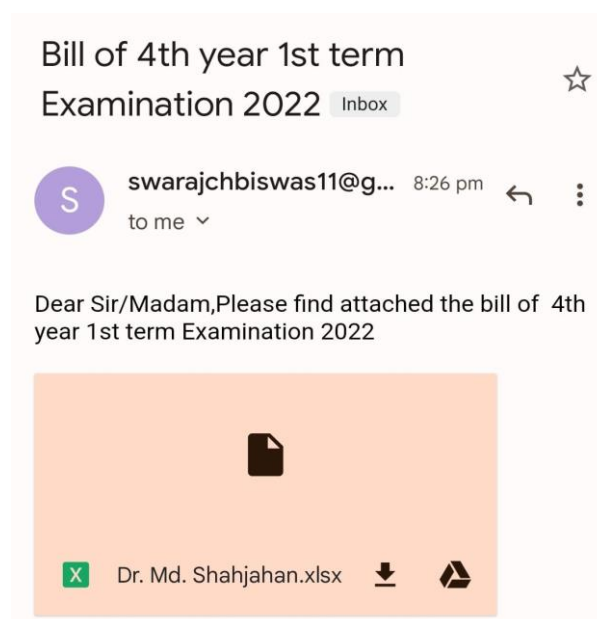 Bill of 4th year 1st term
Examination 2022 Inbox
S
swarajchbiswas11@g... 8:26 pm
to me
Dear Sir/Madam,Please find attached the bill of 4th
year 1st term Examination 2022
X Dr. Md. Shahjahan.xlsx